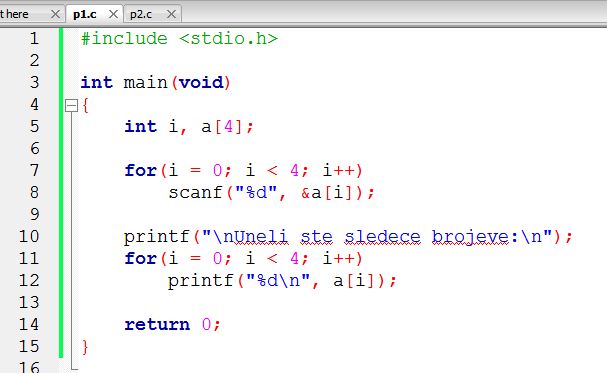 t here p1.c p2.c
1 #include <stdio.h>
2
3 int main(void)
4 {
5     int i, a[4];
6
7     for(i = 0; i < 4; i++)
8         scanf("%d", &a[i]);
9
10     printf("\nUneli ste sledece brojeve:\n");
11     for(i = 0; i < 4; i++)
12         printf("%d\n", a[i]);
13
14     return 0;
15 }
16